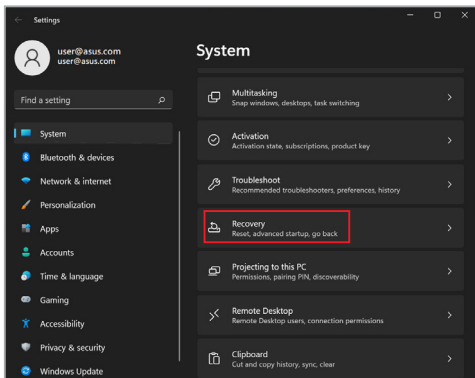 Settings
user@asus.com
user@asus.com
Find a setting
System
Bluetooth & devices
Network & internet
Personalization
Apps
Accounts
Time & language
Gaming
Accessibility
Privacy & security
Windows Update
System
Multitasking
Snap windows, desktops, task switching
Activation
Activation state, subscriptions, product key
Troubleshoot
Recommended troubleshooters, preferences, history
Recovery
Reset, advanced startup, go back
Projecting to this PC
Permissions, pairing PIN, discoverability
Remote Desktop
Remote Desktop users, connection permissions
Clipboard
Cut and copy history, sync, clear